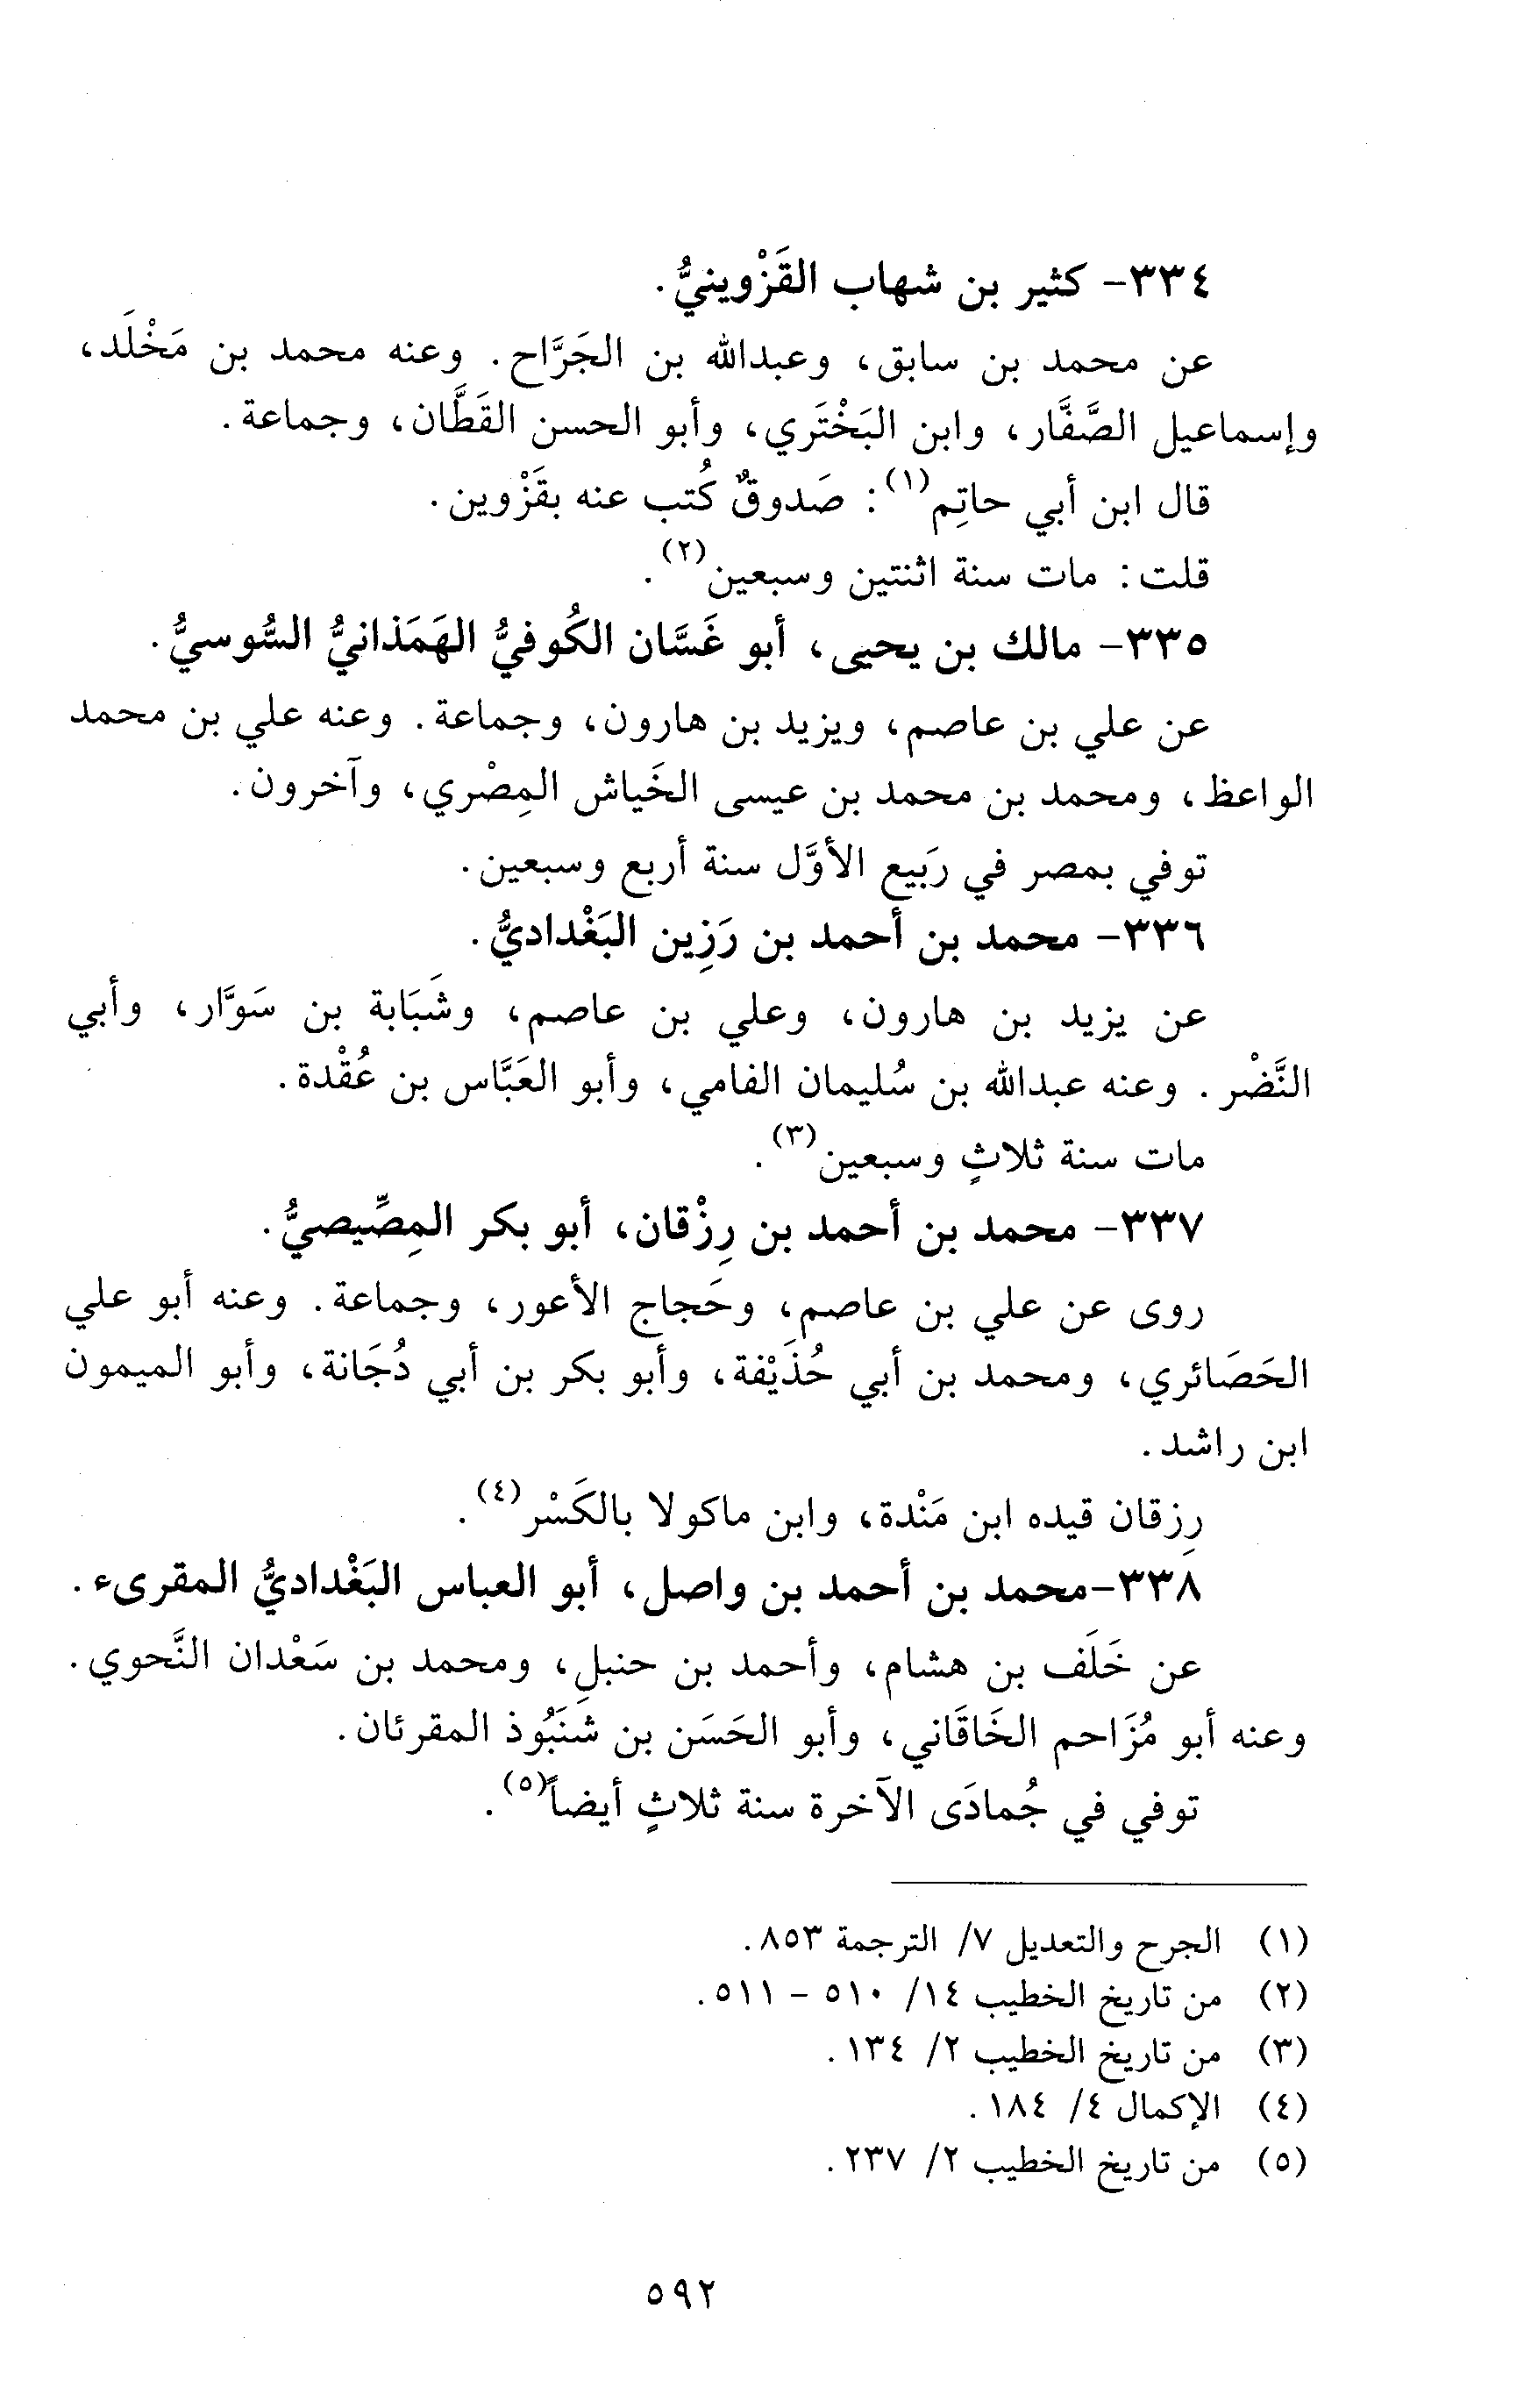 ٣٣٤- كثير بن شهاب القَزْوينيُّ.
عن محمد بن سابق، وعبدالله بن الجَرَّاح. وعنه محمد بن مَخْلَد،
وإسماعيل الصَّفَّار، وابن البَخْتَري، وأبو الحسن القَطَّان، وجماعة.
قال ابن أبي حاتِم(١): صَدوقٌ كُتب عنه بقَزْوين.
قلت: مات سنة اثنتين وسبعين(٢).
٣٣٥- مالك بن يحيى، أبو غَسَّان الكُوفيُّ الهَمَذانيُّ السُّوسيُّ.
عن علي بن عاصم، ويزيد بن هارون، وجماعة. وعنه علي بن محمد
الواعظ، ومحمد بن محمد بن عيسى الخَياش المِصْري، وآخرون.
توفي بمصر في رَبيع الأوَّل سنة أربع وسبعين.
٣٣٦- محمد بن أحمد بن رَزِين البَغْداديُّ.
عن يزيد بن هارون، وعلي بن عاصم، وشَبَابة بن سَوَّار، وأبي
النَّضْر. وعنه عبدالله بن سُليمان الفامي، وأبو العَبَّاس بن عُقْدة.
مات سنة ثلاثٍ وسبعين(٣).
٣٣٧- محمد بن أحمد بن رِزْقان، أبو بكر المِصِّيصيُّ.
روى عن علي بن عاصم، وحَجاج الأعور، وجماعة. وعنه أبو علي
الحَصَائري، ومحمد بن أبي حُذَيْفة، وأبو بكر بن أبي دُجَانة، وأبو الميمون
ابن راشد.
رِزقان قيده ابن مَنْدة، وابن ماكولا بالكَسْر(٤).
٣٣٨-محمد بن أحمد بن واصل، أبو العباس البَغْداديُّ المقرىء.
عن خَلَف بن هشام، وأحمد بن حنبلٍ، ومحمد بن سَعْدان النَّحوي.
وعنه أبو مُزَاحم الخَاقَاني، وأبو الحَسَن بن شَنَبُوذ المقرئان.
توفي في جُمادَى الآخرة سنة ثلاثٍ أيضاً(٥).
(١) الجرح والتعديل ٧/ الترجمة ٨٥٣.
(٢) من تاريخ الخطيب ١٤/ ٥١٠ - ٥١١.
(٣) من تاريخ الخطيب ٢/ ١٣٤.
(٤) الإكمال ٤/ ١٨٤.
(٥) من تاريخ الخطيب ٢/ ٢٣٧.
٥٩٢